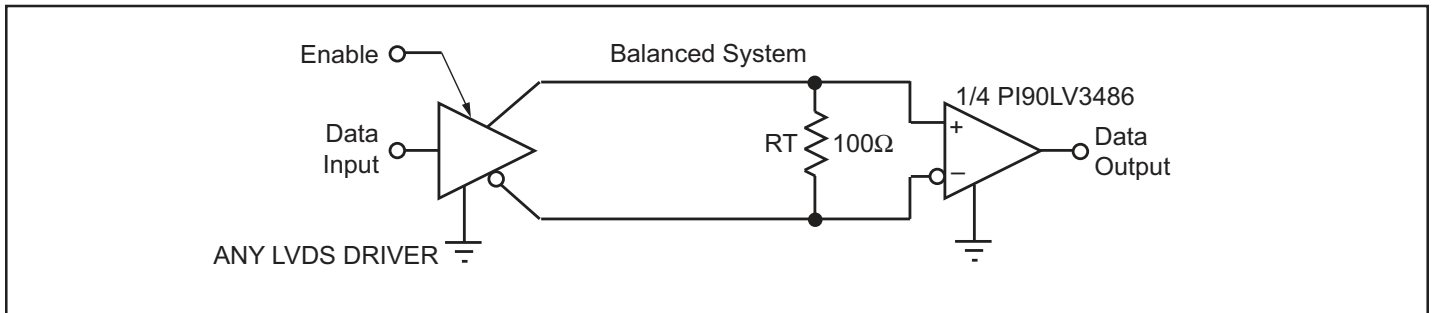 Enable
Balanced System
1/4 PI90LV3486
Data
Input
RT
100Ω
+
−
Data
Output
ANY LVDS DRIVER